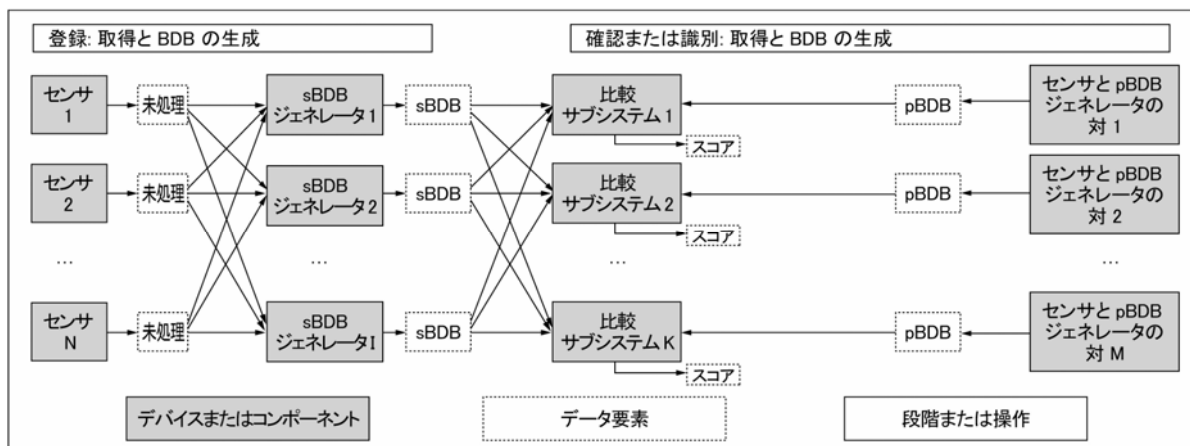 登録: 取得と BDB の生成
確認または識別: 取得と BDB の生成
センサ
1
未処理
sBDB
ジェネレータ1
sBDB
比較
サブシステム1
スコア
pBDB
センサと pBDB
ジェネレータの
対 1
センサ
2
未処理
sBDB
ジェネレータ2
sBDB
比較
サブシステム2
スコア
pBDB
センサと pBDB
ジェネレータの
対 2
…
…
…
…
センサ
N
未処理
sBDB
ジェネレータI
sBDB
比較
サブシステム K
スコア
pBDB
センサと pBDB
ジェネレータの
対 M
デバイスまたはコンポーネント
データ要素
段階または操作